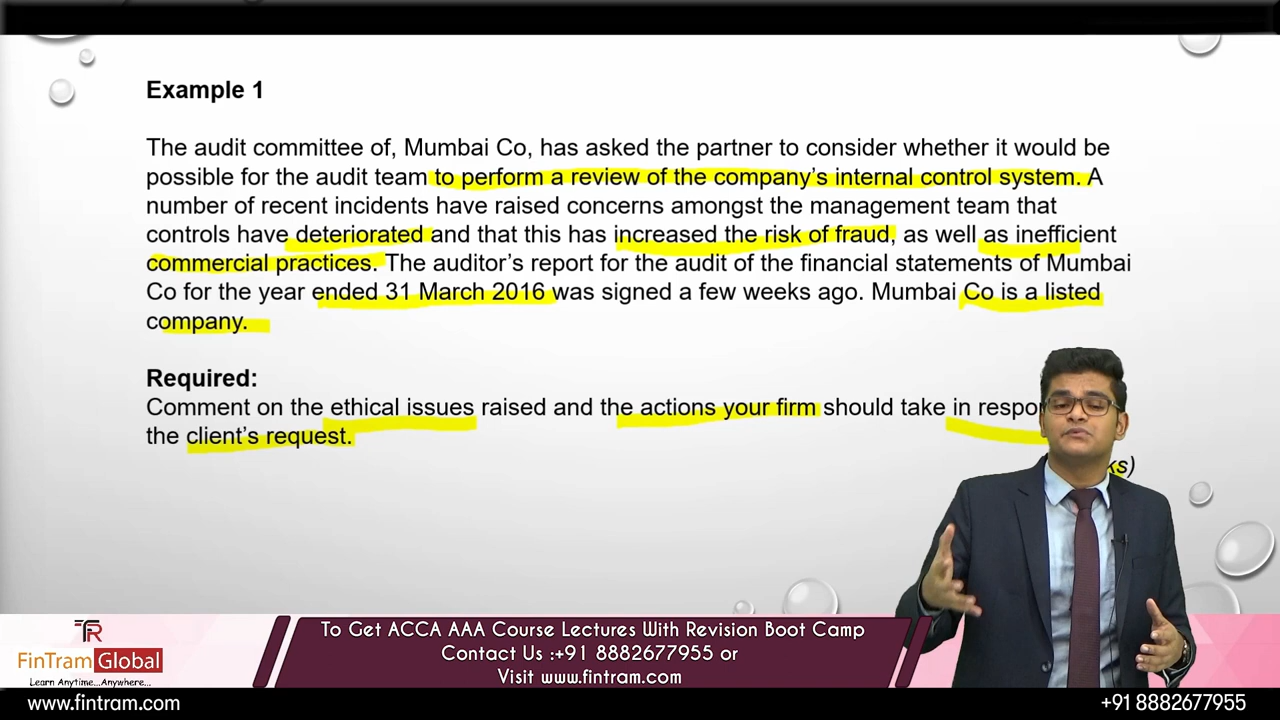 Example 1
The audit committee of, Mumbai Co, has asked the partner to consider whether it would be
possible for the audit team to perform a review of the company's internal control system. A
number of recent incidents have raised concerns amongst the management team that
controls have deteriorated and that this has increased the risk of fraud, as well as inefficient
commercial practices. The auditor's report for the audit of the financial statements of Mumbai
Co for the year ended 31 March 2016 was signed a few weeks ago. Mumbai Co is a listed
company.
Required:
Comment on the ethical issues raised and the actions your firm should take in
the client's request.
TR
FinTram Global
Learn Anytime...Anywhere...
To Get ACCA AAA Course Lectures With Revision Boot Camp
Contact Us :+91 8882677955 or
Visit www.fintram.com
www.fintram.com
+91 8882677955